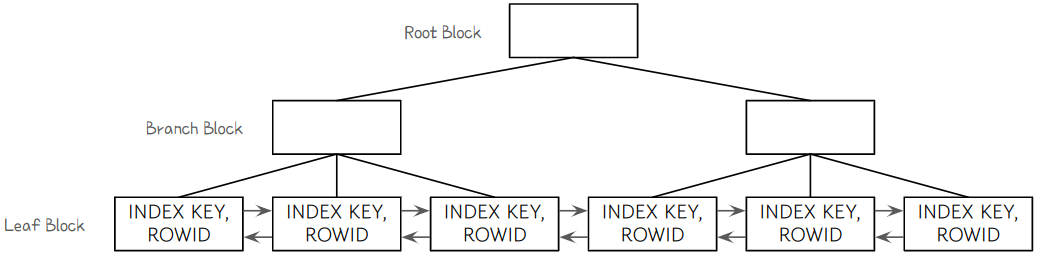 Root Block
Branch Block
Leaf Block
INDEX KEY,
ROWID
INDEX KEY,
ROWID
INDEX KEY,
ROWID
INDEX KEY,
ROWID
INDEX KEY,
ROWID
INDEX KEY,
ROWID